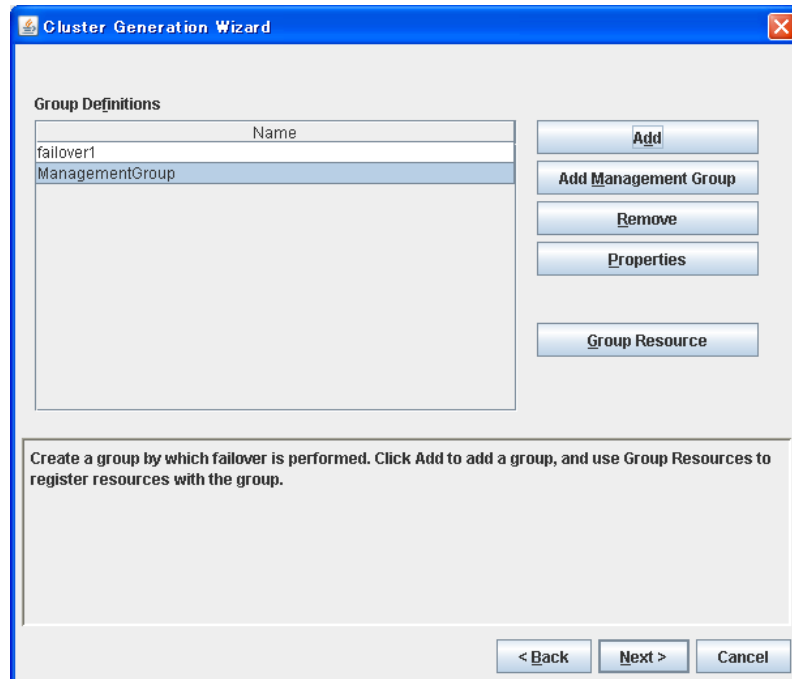 Cluster Generation Wizard
Group Definitions
Name
failover1
ManagementGroup
Add
Add Management Group
Remove
Properties
Group Resource
Create a group by which failover is performed. Click Add to add a group, and use Group Resources to
register resources with the group.
< Back
Next >
Cancel